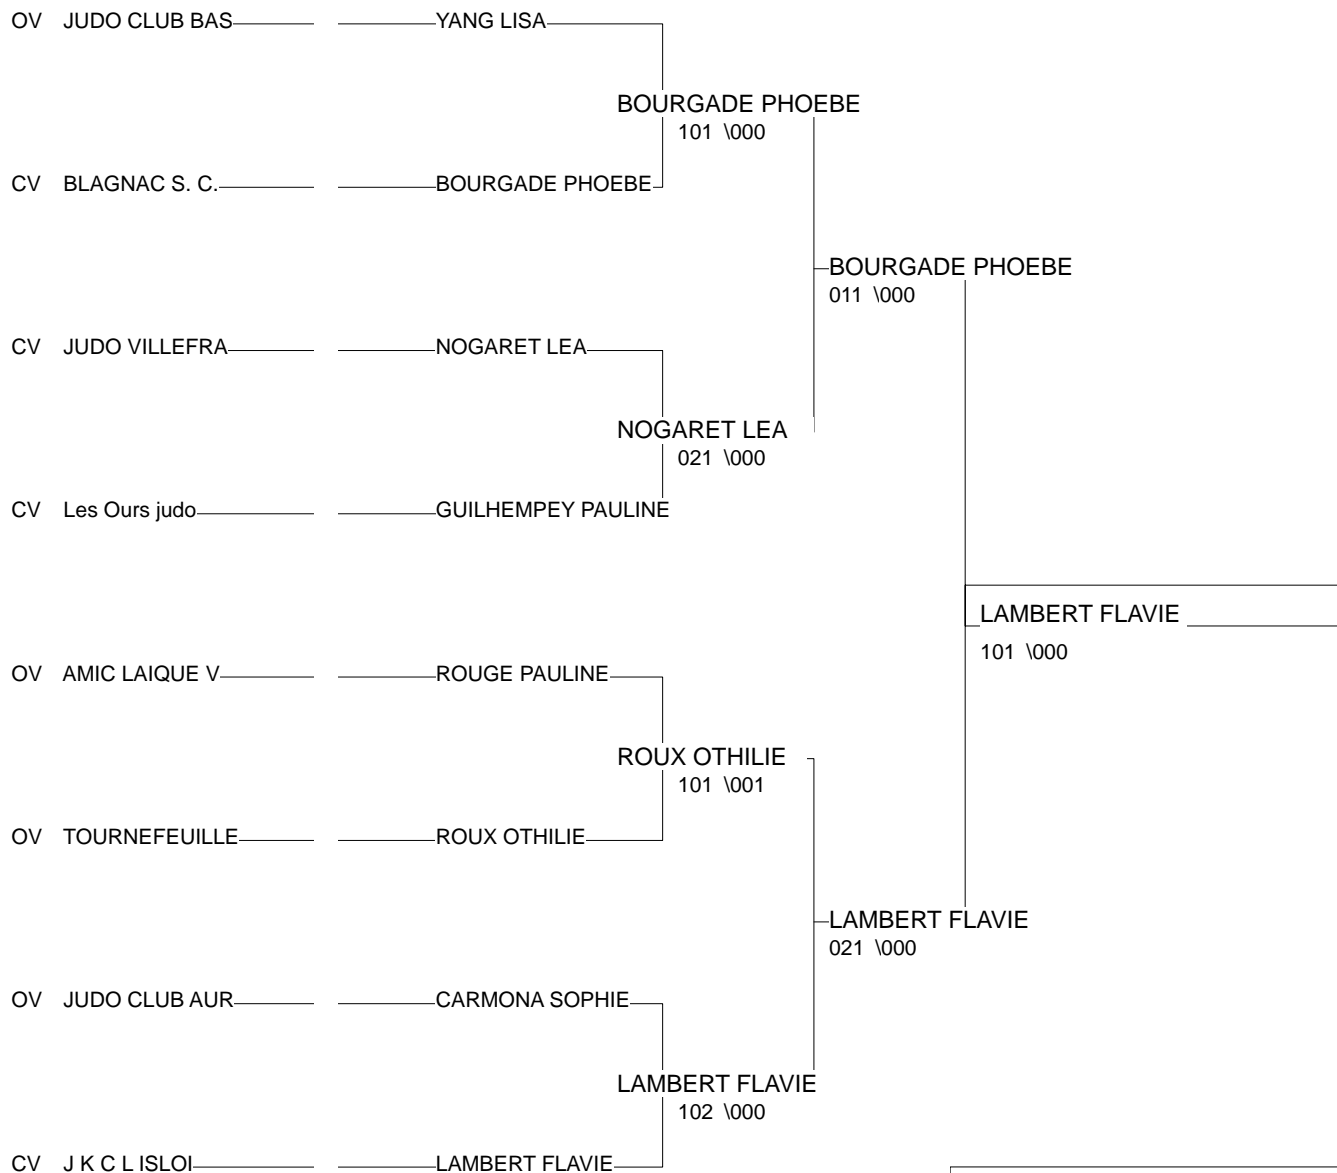 OV JUDO CLUB BAS YANG LISA
BOURGADE PHOEBE
101 \000
CV BLAGNAC S. C. BOURGADE PHOEBE
BOURGADE PHOEBE
011 \000
CV JUDO VILLEFRA NOGARET LEA
NOGARET LEA
021 \000
CV Les Ours judo GUILHEMPEY PAULINE
LAMBERT FLAVIE
101 \000
OV AMIC LAIQUE V ROUGE PAULINE
ROUX OTHILIE
101 \001
OV TOURNEFEUILLE ROUX OTHILIE
LAMBERT FLAVIE
021 \000
OV JUDO CLUB AUR CARMONA SOPHIE
LAMBERT FLAVIE
102 \000
CV J K C L ISLOI LAMBERT FLAVIE